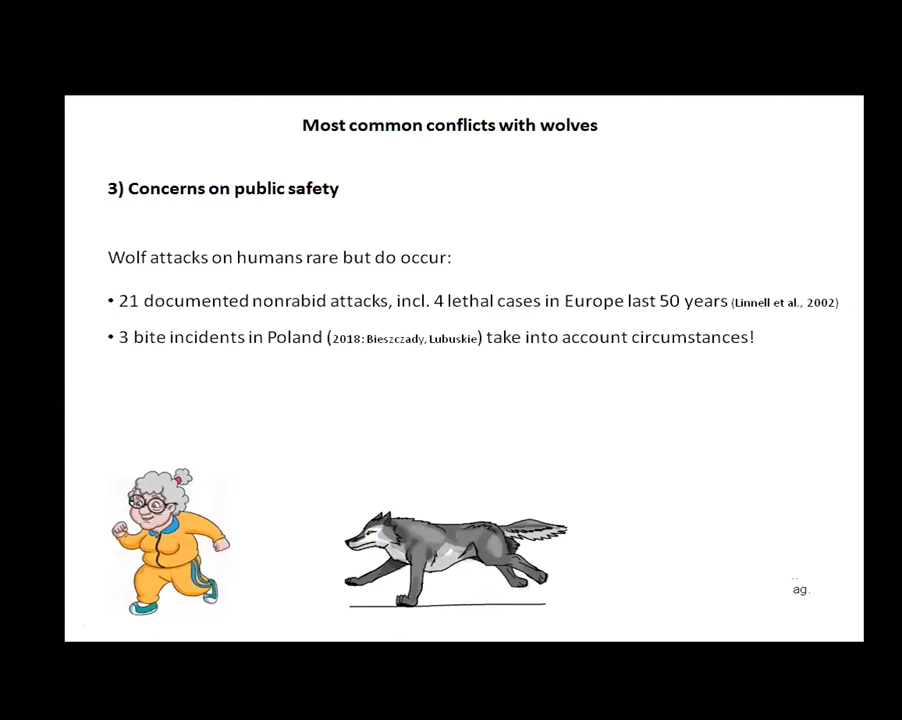 Most common conflicts with wolves
3) Concerns on public safety
Wolf attacks on humans rare but do occur:
• 21 documented nonrabid attacks, incl. 4 lethal cases in Europe last 50 years (Linnell et al., 2002)
• 3 bite incidents in Poland (2018: Bieszczady, Lubuskie) take into account circumstances!
ag.